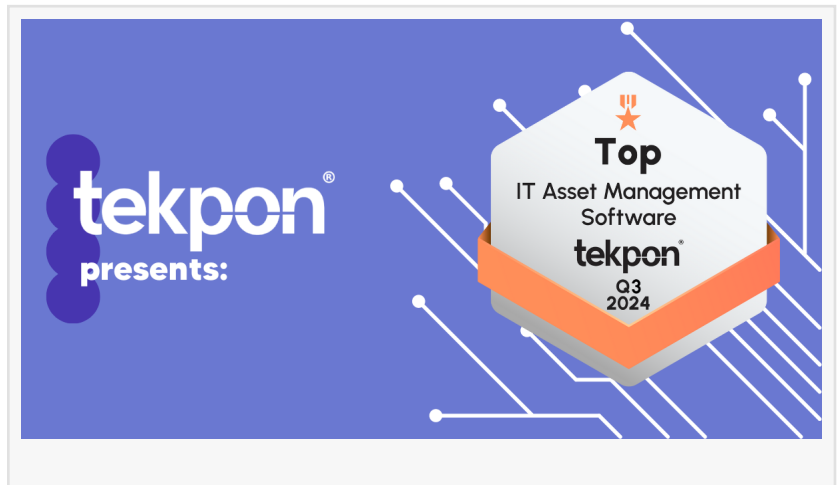 tekpon®
presents:
Top
IT Asset Management
Software
tekpon®
Q3
2024